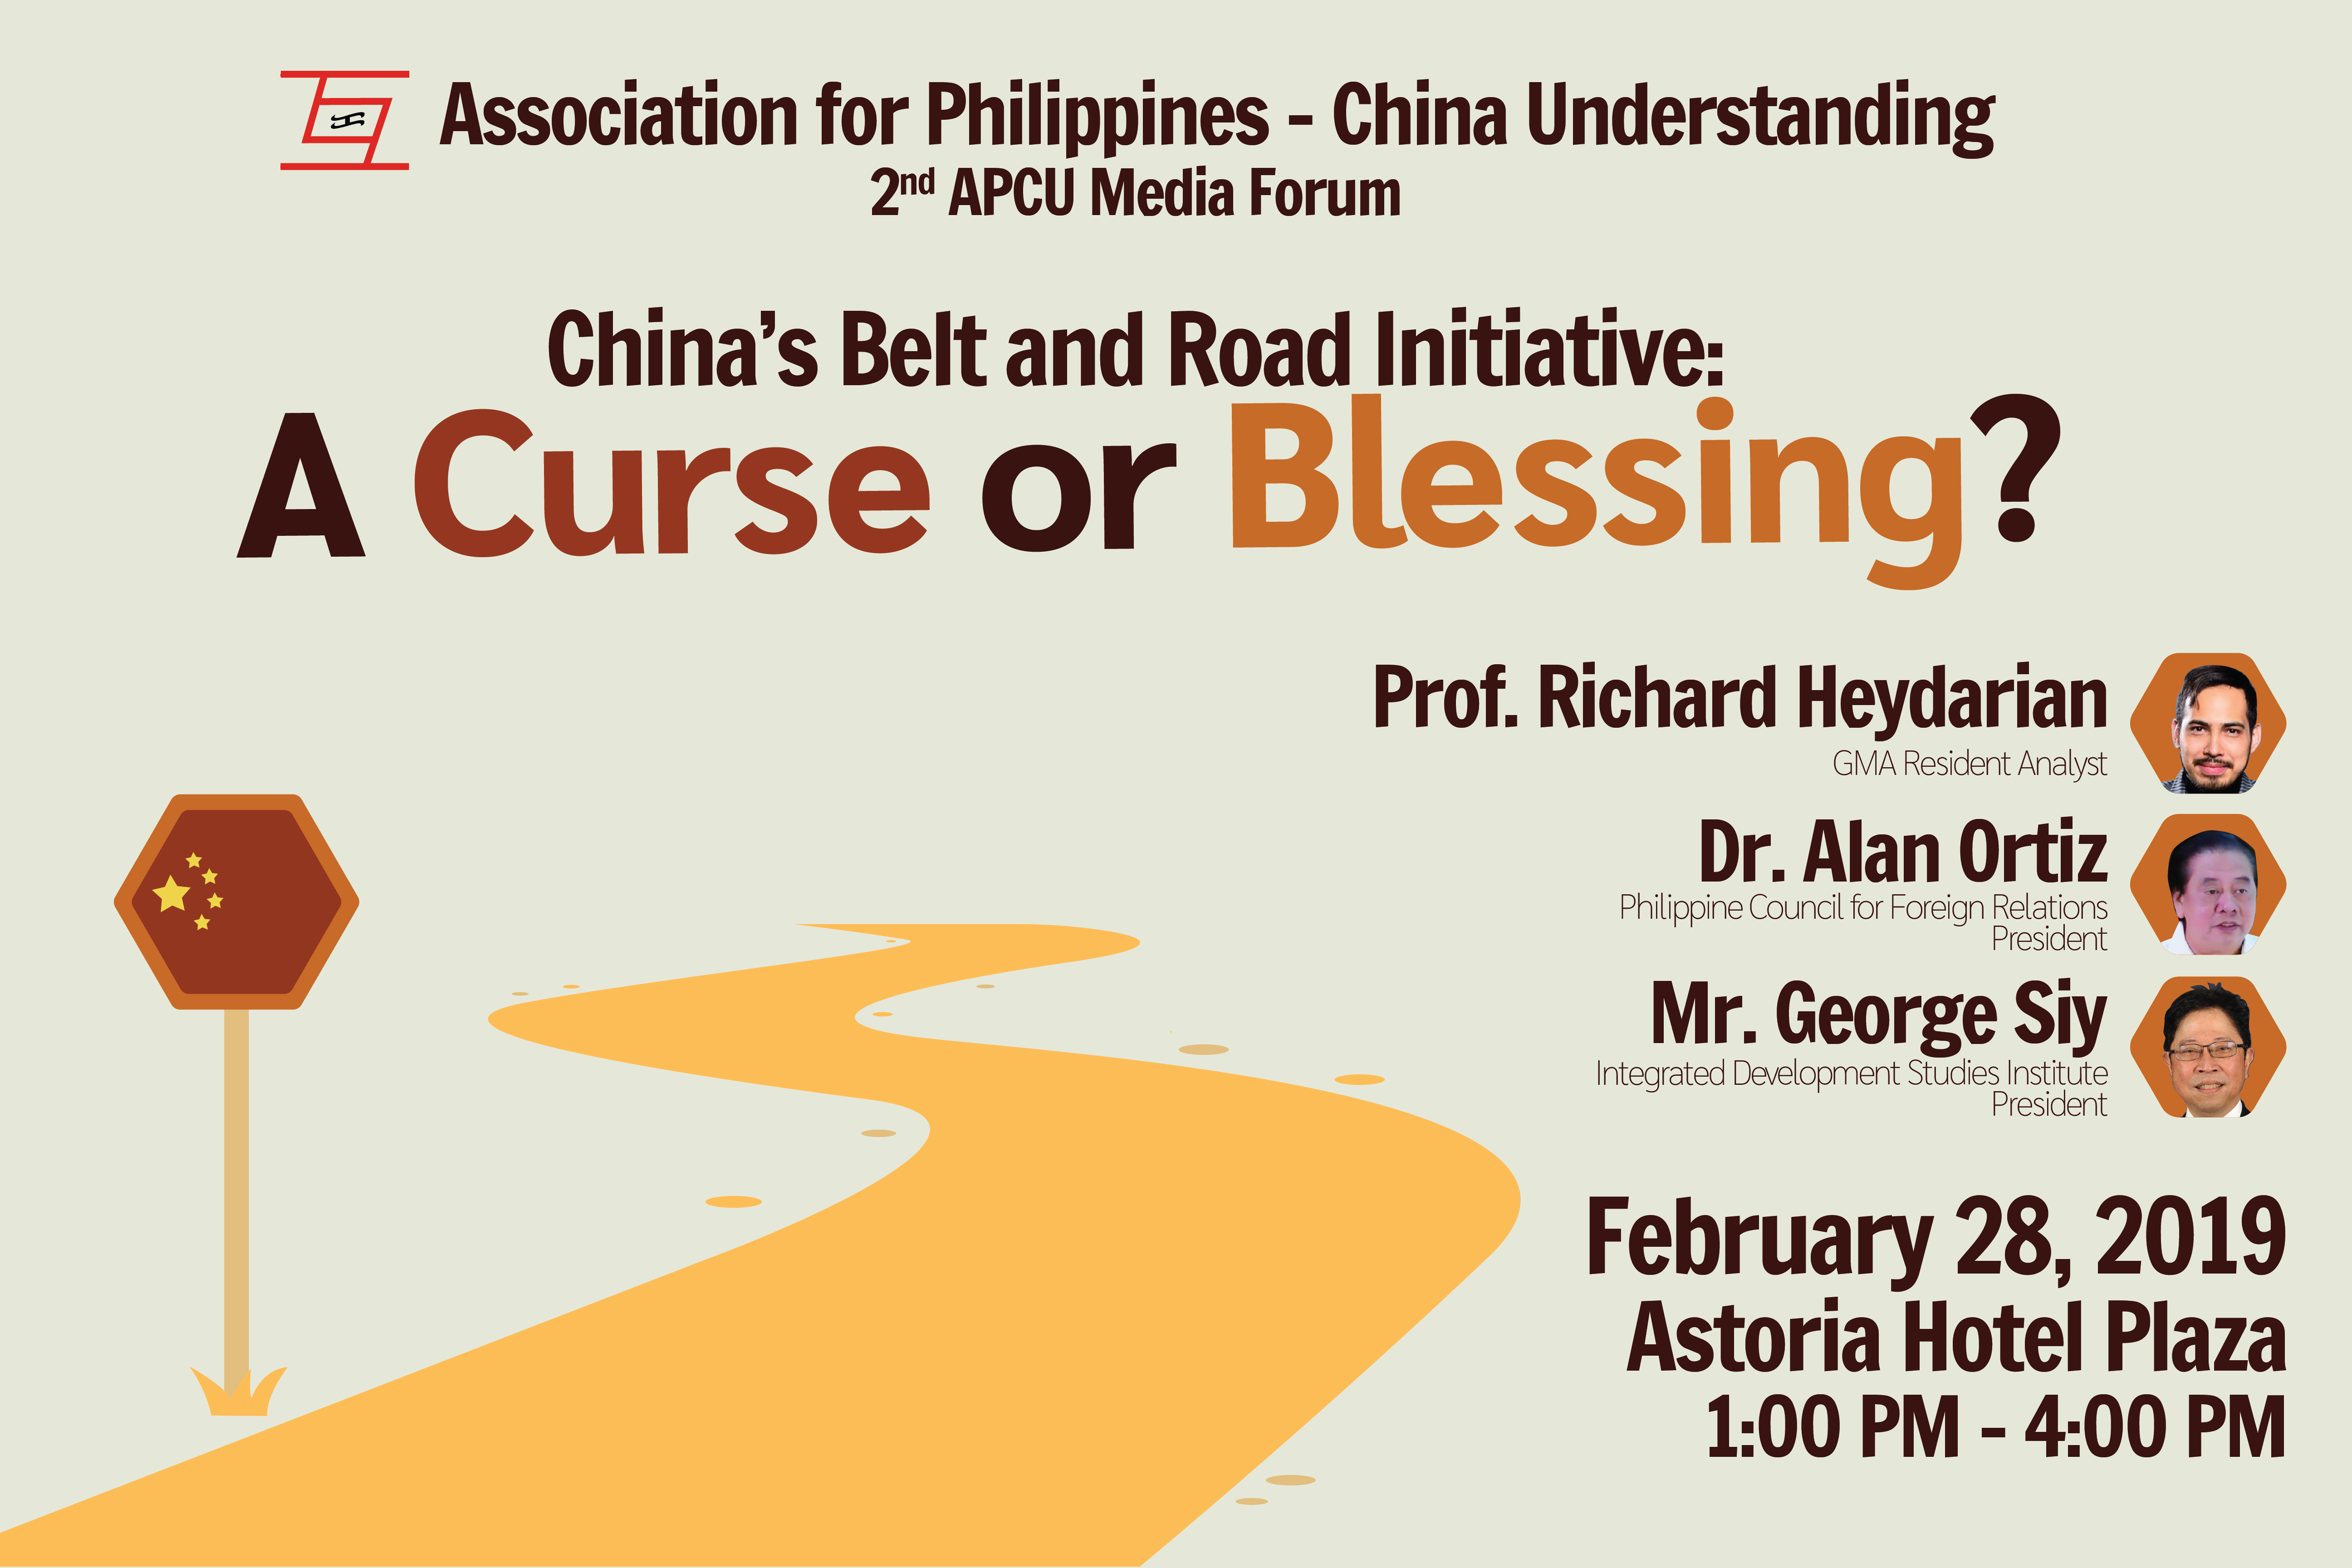 Association for Philippines - China Understanding
2nd APCU Media Forum
China's Belt and Road Initiative:
A Curse or Blessing?
Prof. Richard Heydarian
GMA Resident Analyst
Dr. Alan Ortiz
Philippine Council for Foreign Relations
President
Mr. George Siy
Integrated Development Studies Institute
President
February 28, 2019
Astoria Hotel Plaza
1:00 PM - 4:00 PM